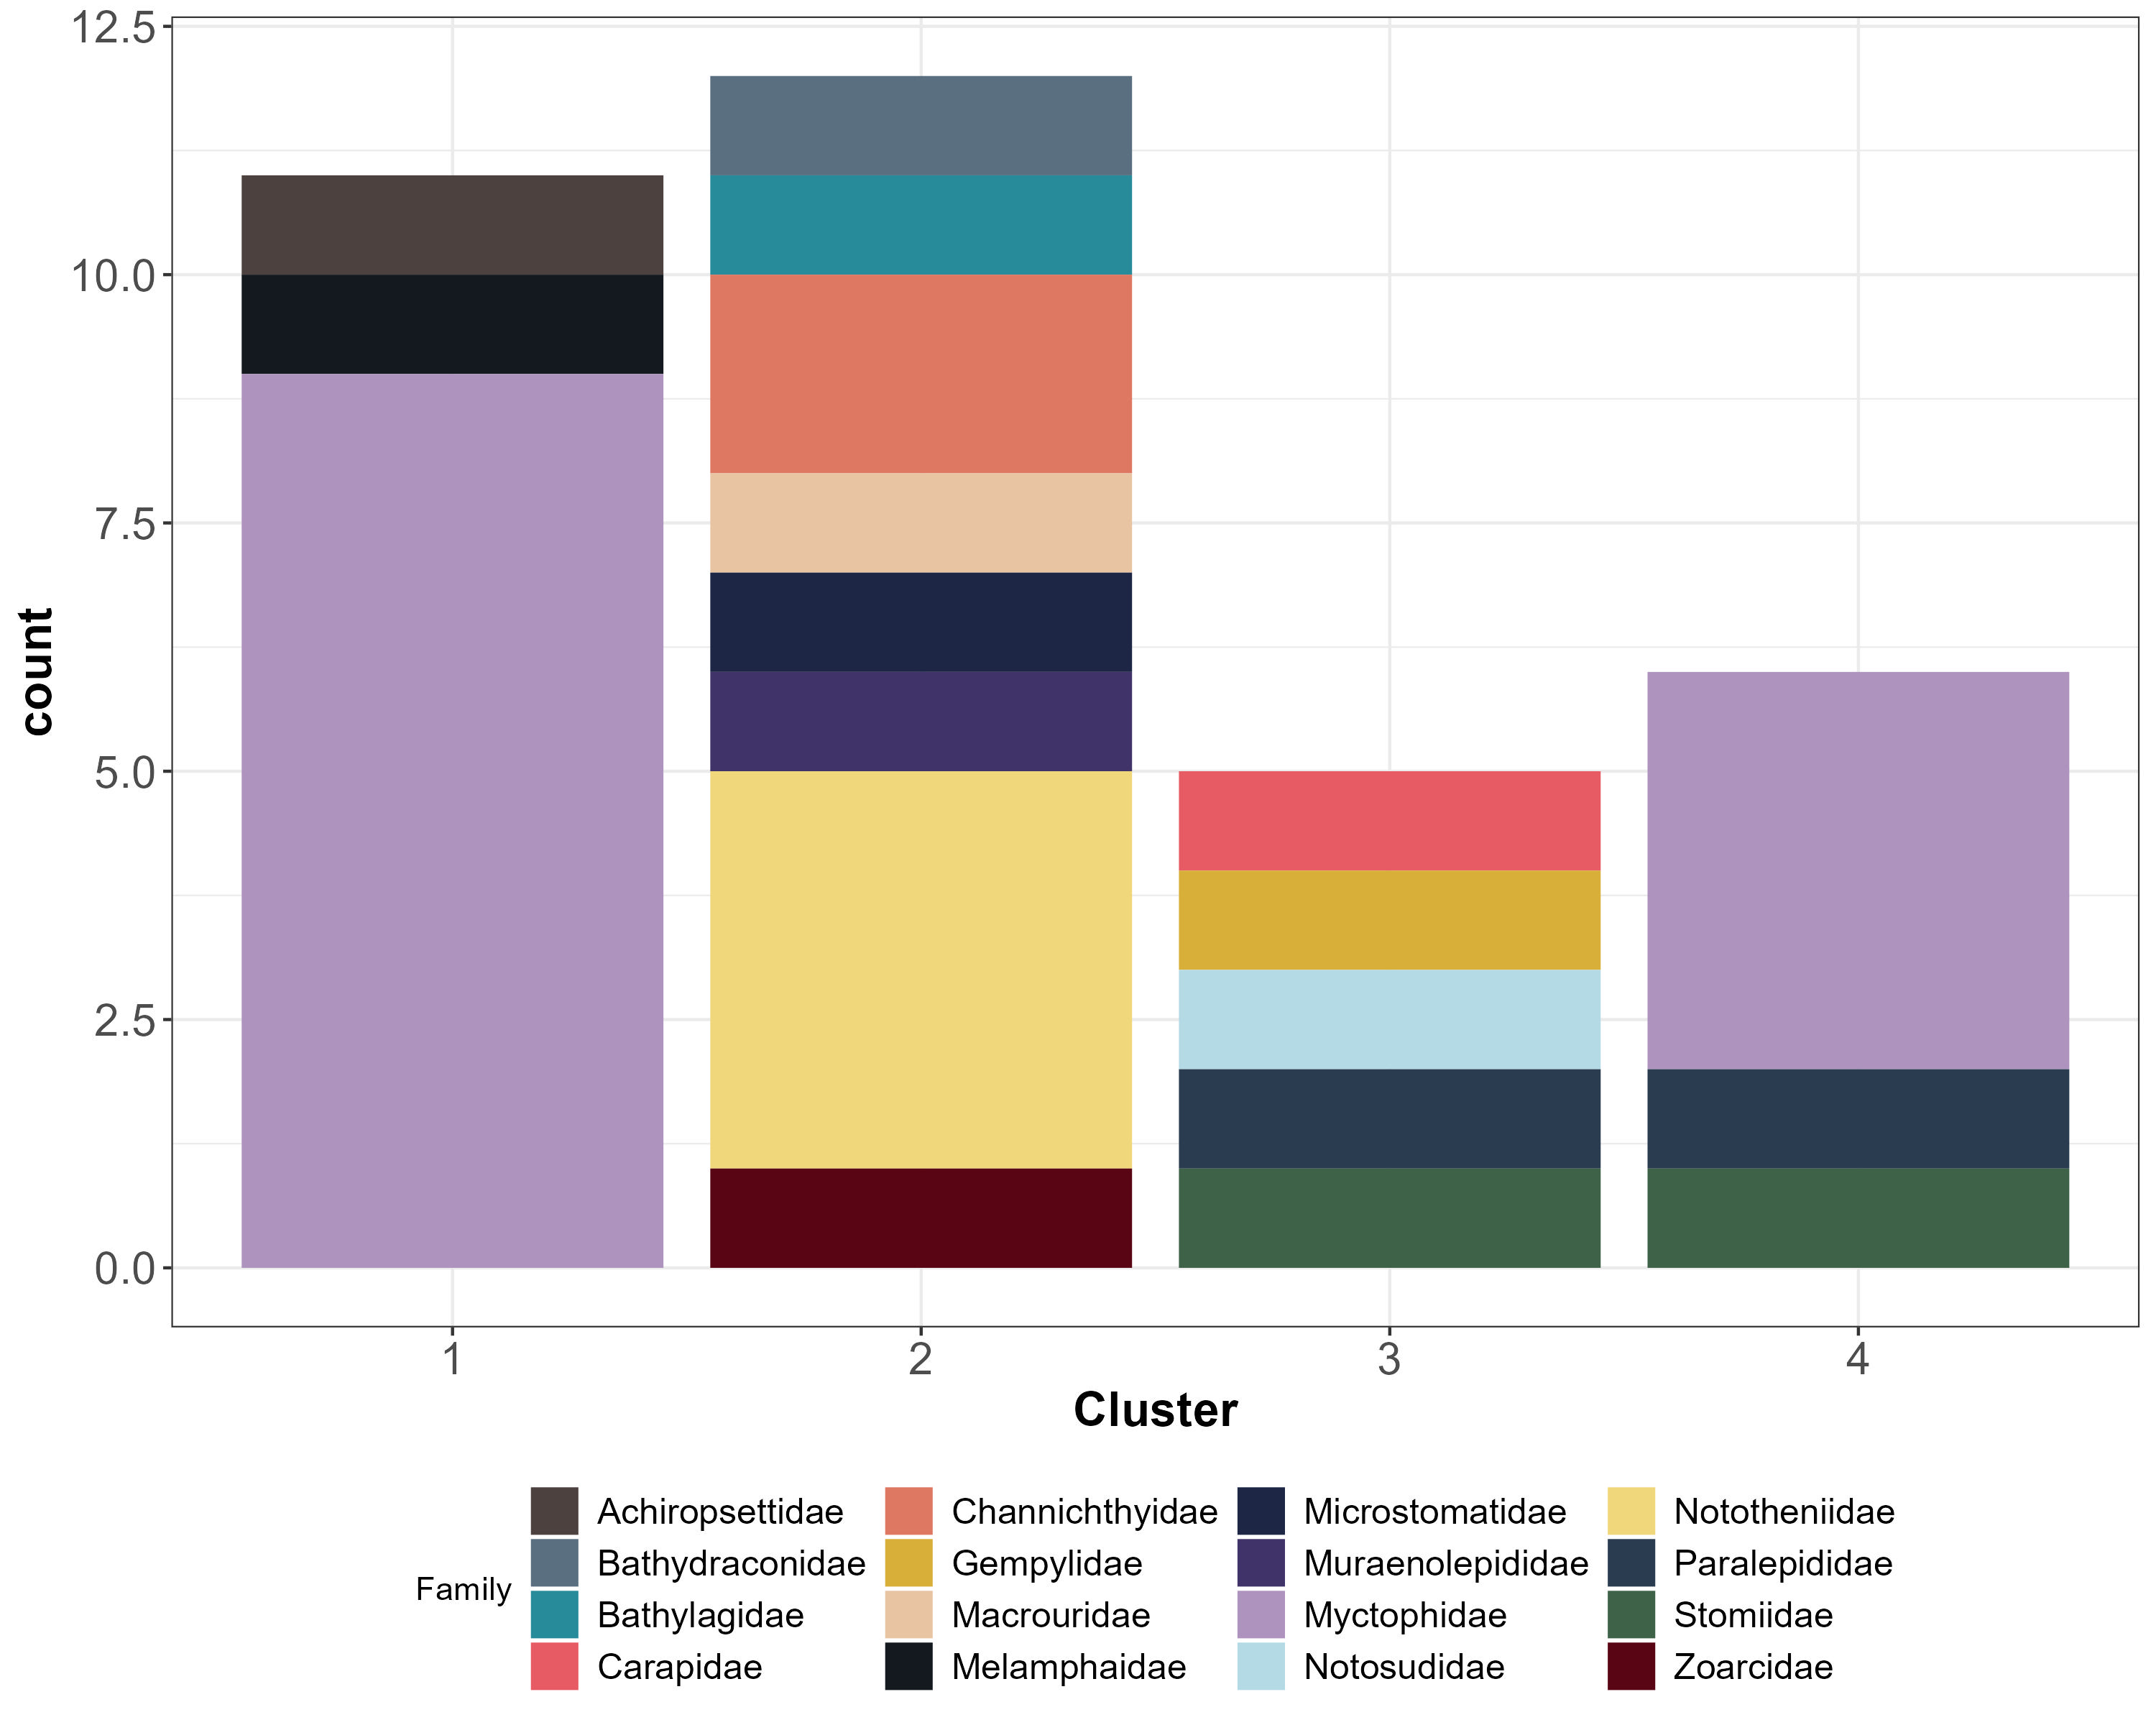 12.5
10.0
7.5
5.0
2.5
0.0
count
1 2 3 4
Cluster
Family
Achiropsettidae Channichthyidae Microstomatidae Nototheniidae
Bathydraconidae Gempylidae Muraenolepididae Paralepididae
Bathylagidae Macrouridae Myctophidae Stomiidae
Carapidae Melamphaidae Notosudidae Zoarcidae